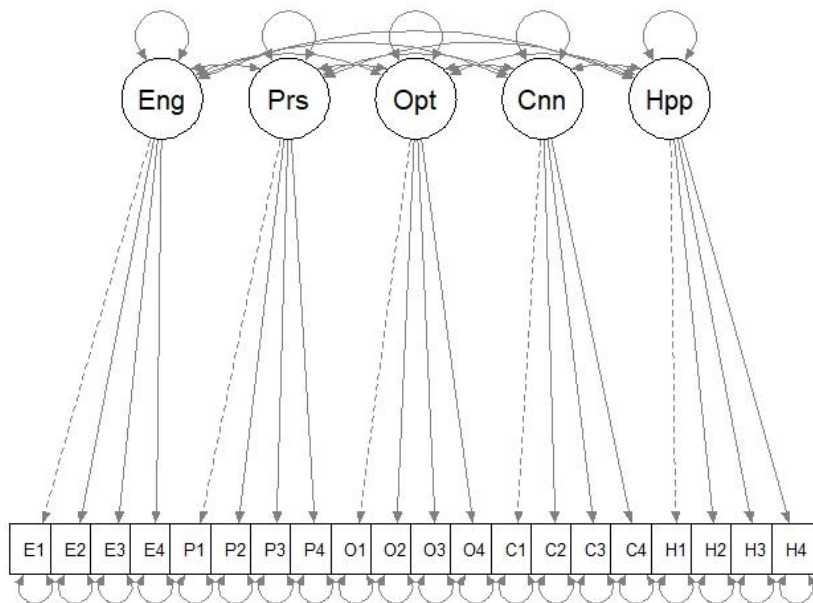 Eng Prs Opt Cnn Hpp
E1 E2 E3 E4 P1 P2 P3 P4 O1 O2 O3 O4 C1 C2 C3 C4 H1 H2 H3 H4